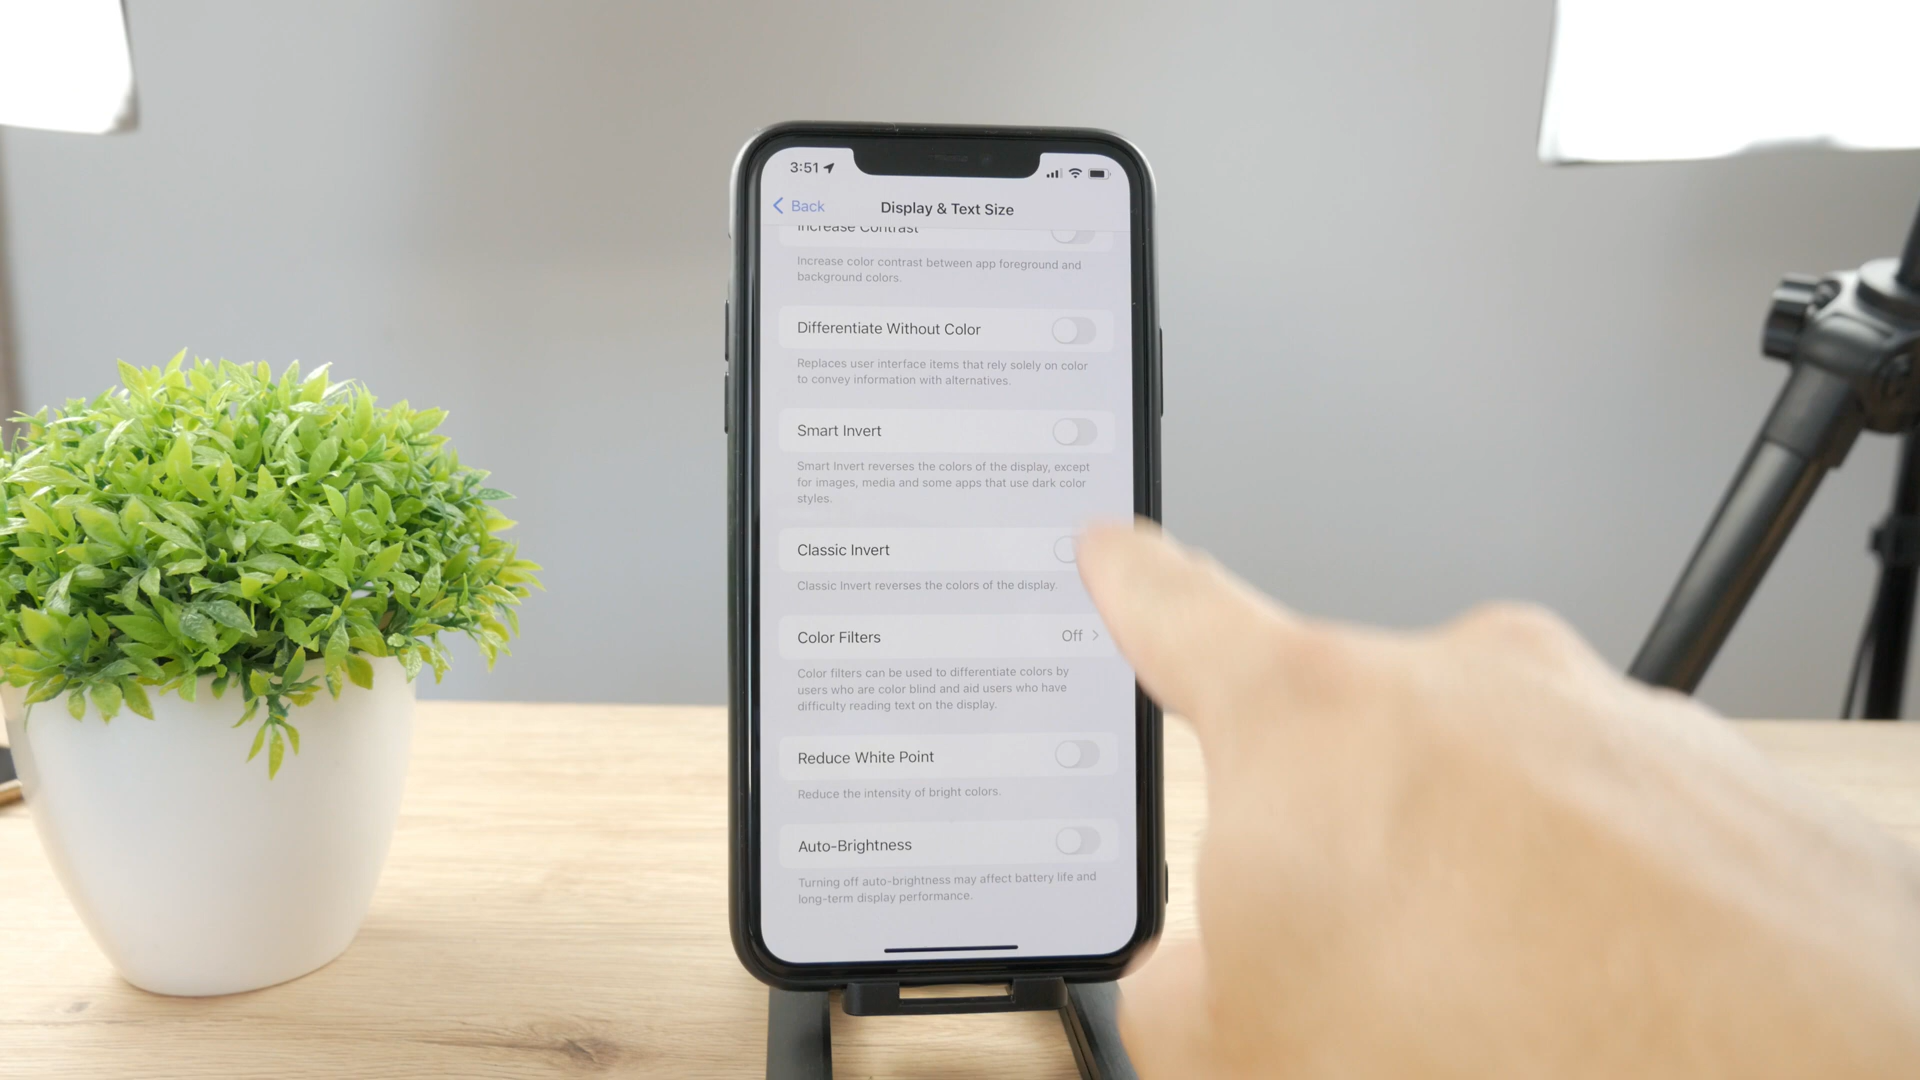 3:51
Back
Display & Text Size
Increase Contrast
Increase color contrast between app foreground and
background colors.
Differentiate Without Color
Replaces user interface items that rely solely on color
to convey information with alternatives.
Smart Invert
Smart Invert reverses the colors of the display, except
for images, media and some apps that use dark color
styles.
Classic Invert
Classic Invert reverses the colors of the display.
Color Filters Off
Color filters can be used to differentiate colors by
users who are color blind and aid users who have
difficulty reading text on the display.
Reduce White Point
Reduce the intensity of bright colors.
Auto-Brightness
Turning off auto-brightness may affect battery life and
long-term display performance.